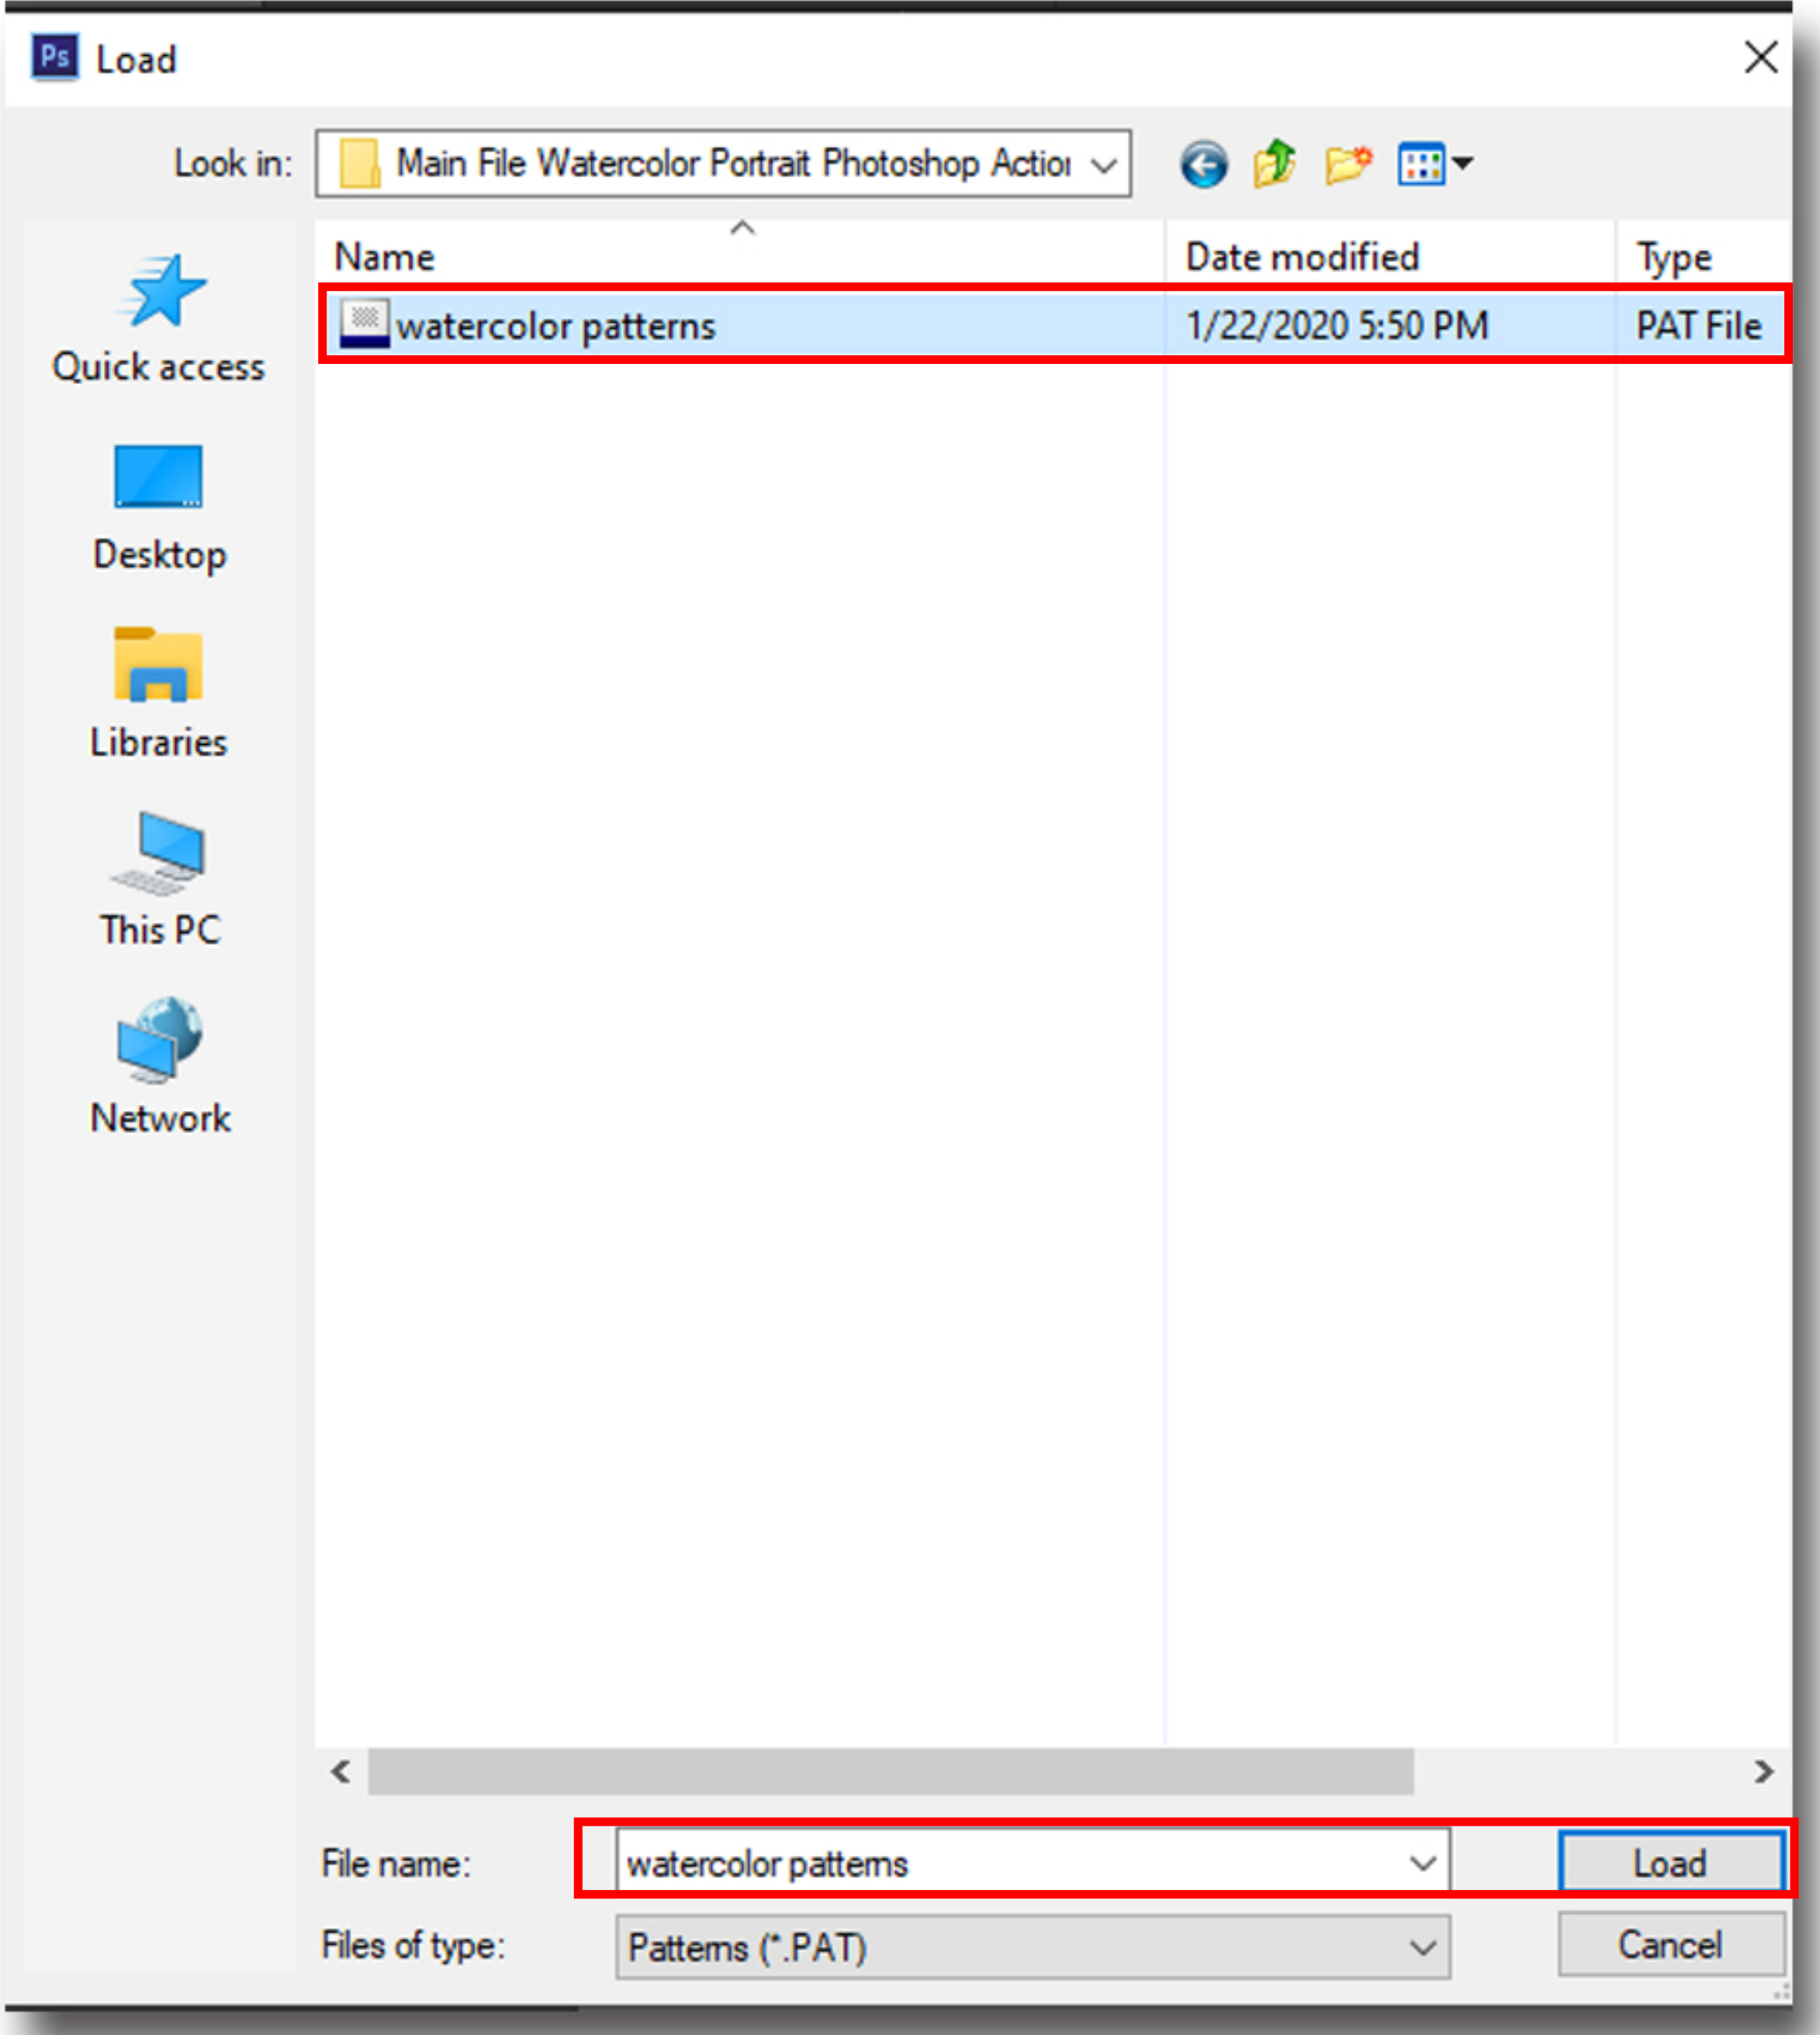 Ps Load
Look in: Main File Watercolor Portrait Photoshop Action
Name Date modified Type
watercolor patterns 1/22/2020 5:50 PM PAT File
Quick access
Desktop
Libraries
This PC
Network
File name: watercolor patterns Load
Files of type: Patterns (*.PAT) Cancel